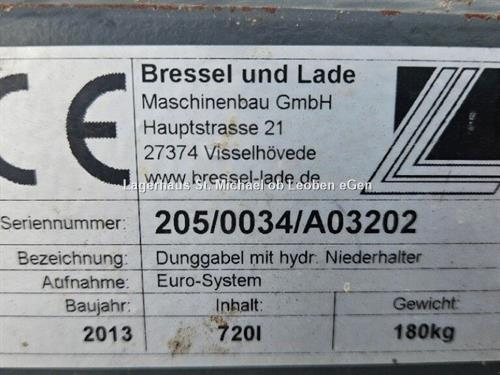 CE
Bressel und Lade
Maschinenbau GmbH
Hauptstrasse 21
27374 Visselhövede
www.bressel-lade.de
Lagerhaus St. Michael ob Leoben eGen
Seriennummer: 205/0034/A03202
Bezeichnung: Dunggabel mit hydr. Niederhalter
Aufnahme: Euro-System
Baujahr: Inhalt: Gewicht:
2013 720l 180kg